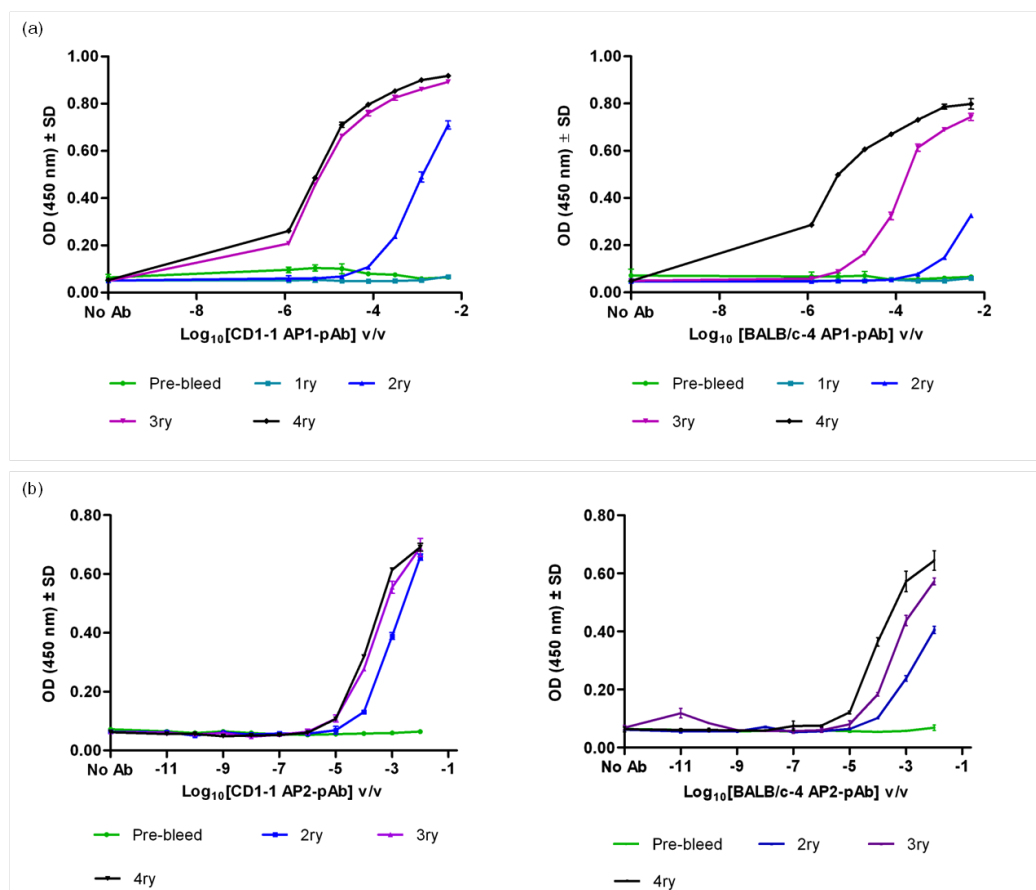 (a)
1.00
0.80
0.60
0.40
0.20
0.00
OD (450 nm) ± SD
No Ab
-8
-6
-4
-2
Log10[CD1-1 AP1-pAb] v/v
Pre-bleed
1ry
2ry
3ry
4ry
1.00
0.80
0.60
0.40
0.20
0.00
OD (450 nm) ± SD
No Ab
-8
-6
-4
-2
Log10 [BALB/c-4 AP1-pAb] v/v
Pre-bleed
1ry
2ry
3ry
4ry
(b)
0.80
0.60
0.40
0.20
0.00
OD (450 nm) ± SD
No Ab
-11
-9
-7
-5
-3
-1
Log10[CD1-1 AP2-pAb] v/v
Pre-bleed
2ry
3ry
4ry
0.80
0.60
0.40
0.20
0.00
OD (450 nm) ± SD
No Ab
-11
-9
-7
-5
-3
-1
Log10[BALB/c-4 AP2-pAb] v/v
Pre-bleed
2ry
3ry
4ry